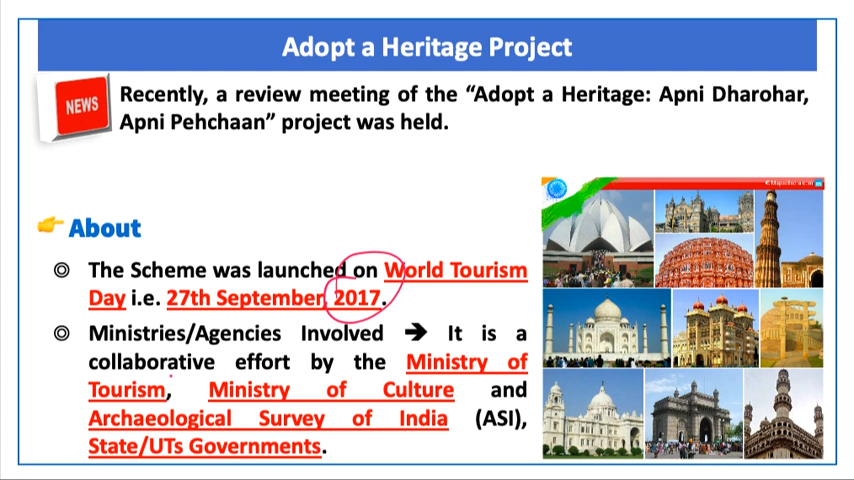 Adopt a Heritage Project
NEWS
Recently, a review meeting of the “Adopt a Heritage: Apni Dharohar,
Apni Pehchaan” project was held.
About
The Scheme was launched on World Tourism
Day i.e. 27th September, 2017.
Ministries/Agencies Involved ➔ It is a
collaborative effort by the Ministry of
Tourism, Ministry of Culture and
Archaeological Survey of India (ASI),
State/UTs Governments.